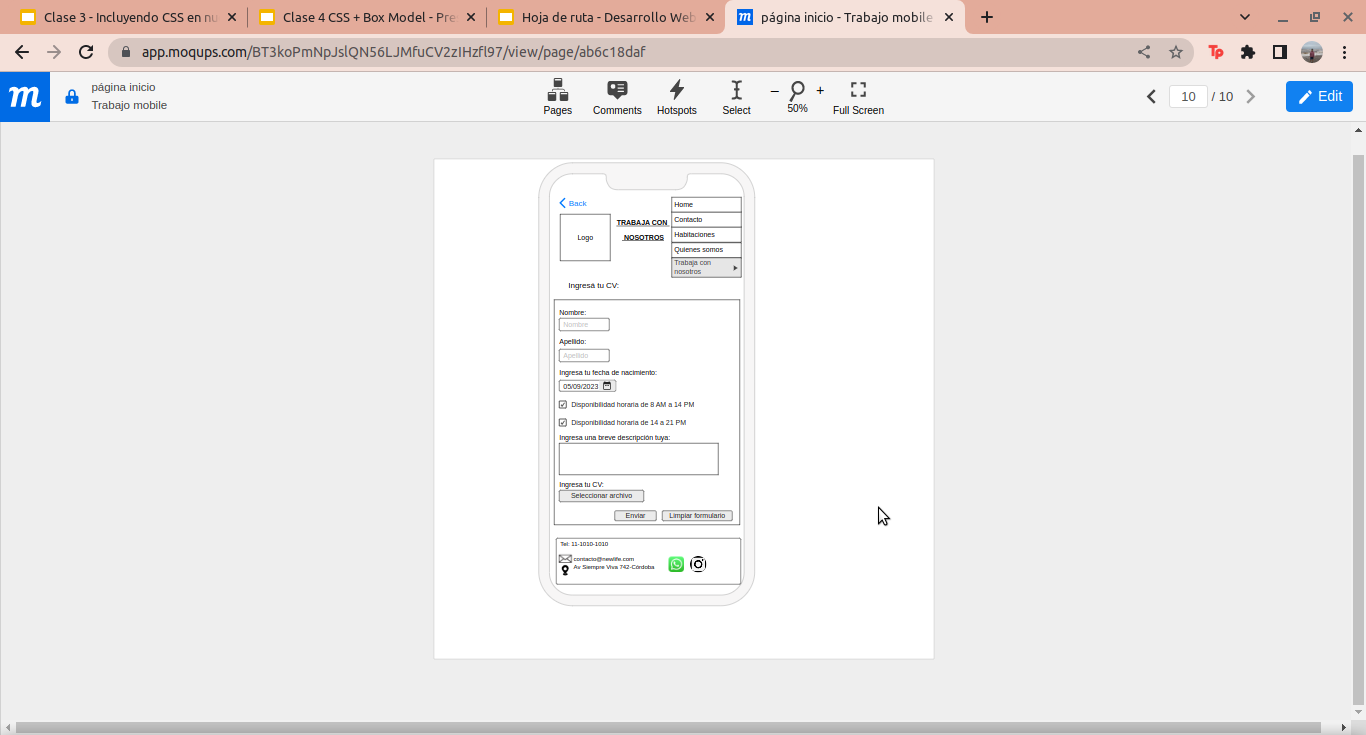 Clase 3 - Incluyendo CSS en nu
Clase 4 CSS + Box Model - Pre
Hoja de ruta - Desarrollo Web
página inicio - Trabajo mobile
app.moqups.com/BT3koPmNpJslQN56LJMfuCV2zIHzfl97/view/page/ab6c18daf
Tp
m
página inicio
Trabajo mobile
Pages
Comments
Hotspots
Select
50%
Full Screen
10 / 10
Edit
Back
Logo
TRABAJA CON
NOSOTROS
Home
Contacto
Habitaciones
Quienes somos
Trabaja con
nosotros
Ingresá tu CV:
Nombre:
Nombre
Apellido:
Apellido
Ingresa tu fecha de nacimiento:
05/09/2023
Disponibilidad horaria de 8 AM a 14 PM
Disponibilidad horaria de 14 a 21 PM
Ingresa una breve descripción tuya:
Ingresa tu CV:
Seleccionar archivo
Enviar
Limpiar formulario
Tel: 11-1010-1010
contacto@newlife.com
Av Siempre Viva 742-Córdoba